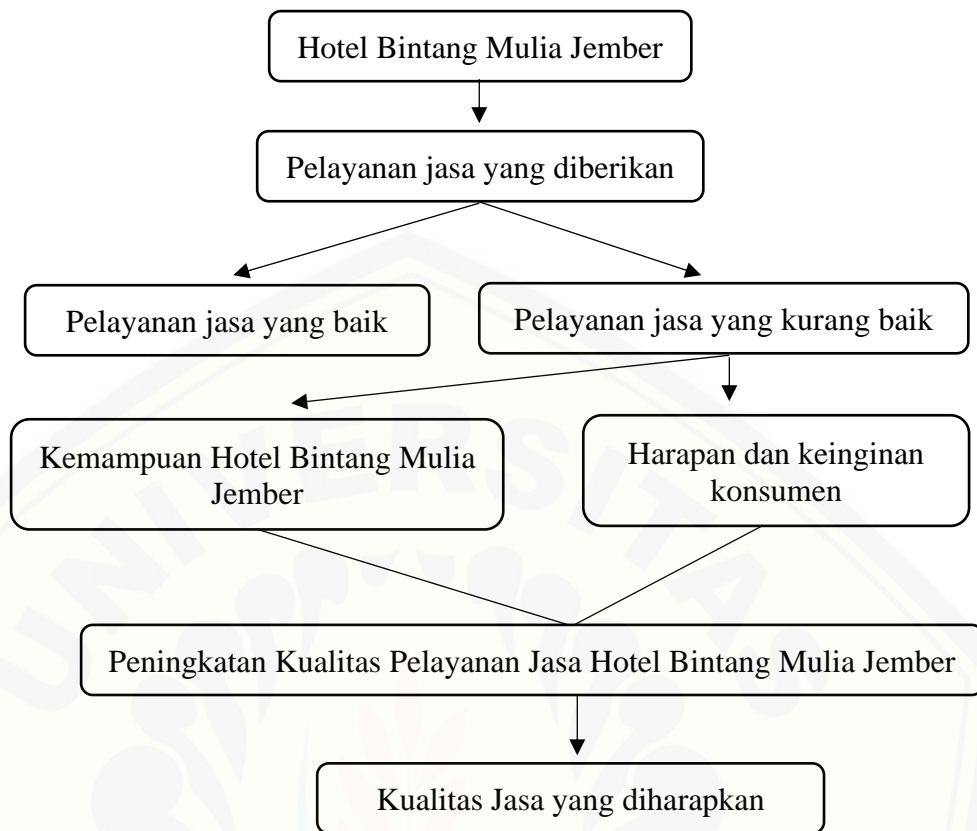 Hotel Bintang Mulia Jember
Pelayanan jasa yang diberikan
Pelayanan jasa yang baik
Pelayanan jasa yang kurang baik
Kemampuan Hotel Bintang Mulia
Jember
Harapan dan keinginan
konsumen
UNIVERSITAS
Peningkatan Kualitas Pelayanan Jasa Hotel Bintang Mulia Jember
Kualitas Jasa yang diharapkan